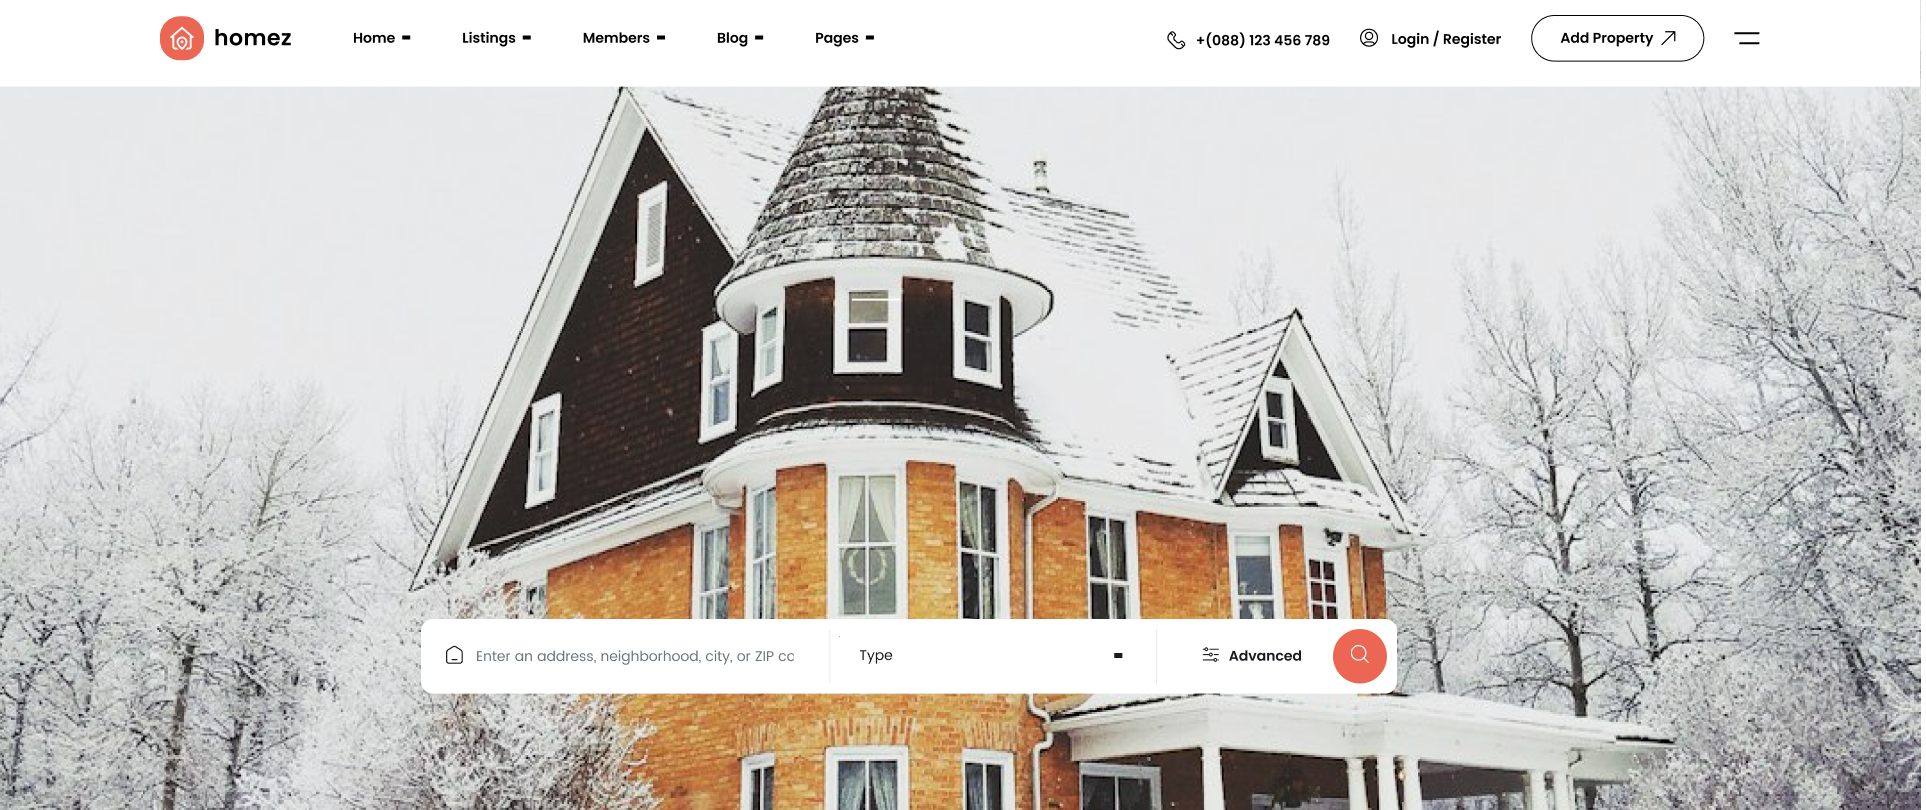 homez
Home
Listings
Members
Blog
Pages
+(088) 123 456 789
Login / Register
Add Property
Enter an address, neighborhood, city, or ZIP cc
Type
Advanced